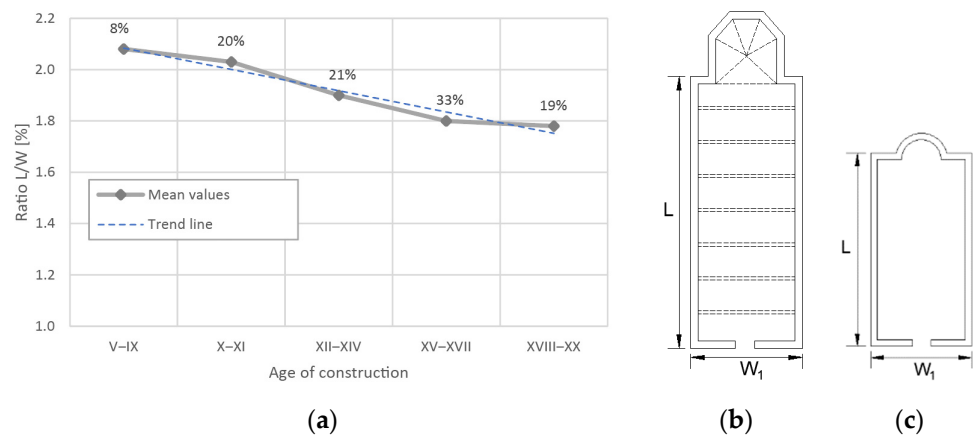 2.2
2.0
1.8
1.6
1.4
1.2
1.0
Ratio L/W [%]
8%
20%
21%
33%
19%
Mean values
Trend line
V–IX
X–XI
XII–XIV
XV–XVII
XVIII–XX
Age of construction
(a)
L
W1
(b)
L
W1
(c)